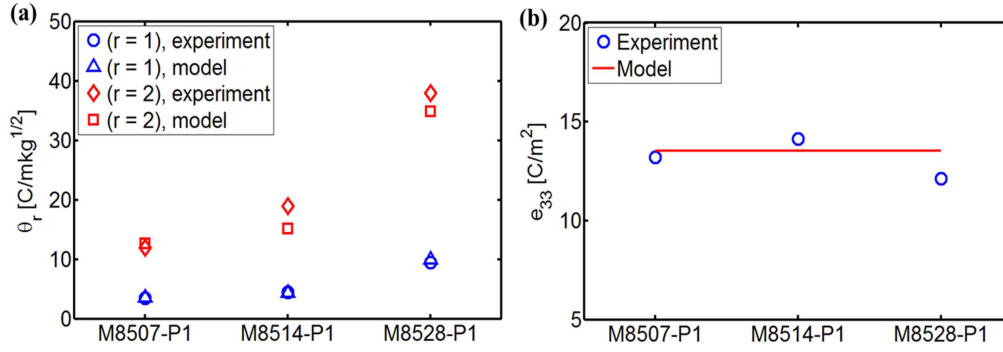 (a)
50
40
30
20
10
0
θr [C/mkg1/2]
(r = 1), experiment
(r = 1), model
(r = 2), experiment
(r = 2), model
M8507-P1 M8514-P1 M8528-P1
(b)
20
15
10
5
e33 [C/m2]
Experiment
Model
M8507-P1 M8514-P1 M8528-P1